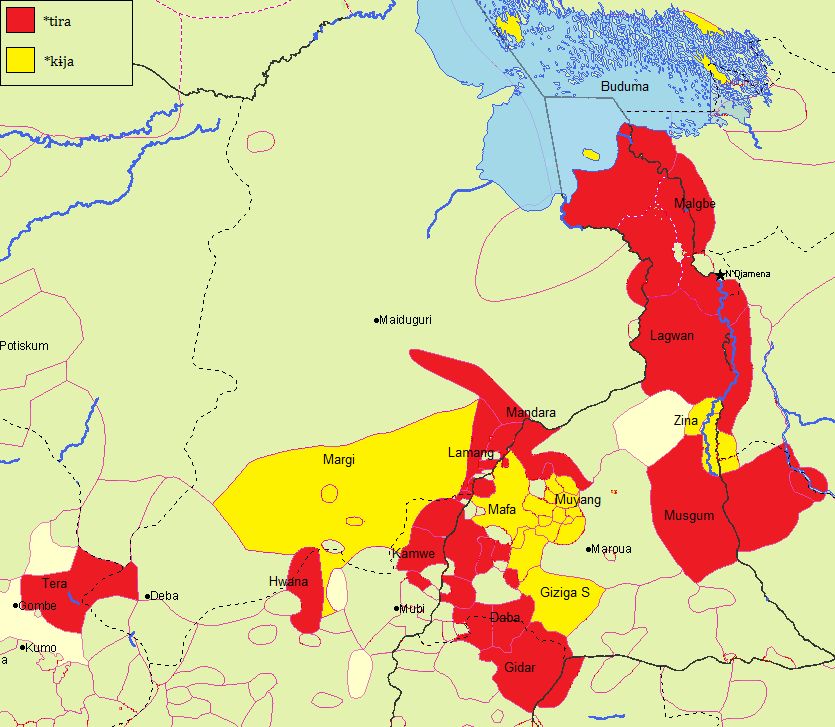 *tira
*kɨja
Buduma
Malgbe
N'Djamena
Maiduguri
Lagwan
Potiskum
Mandara
Zina
Lamang
Margi
Muyang
Mafa
Musgum
Maroua
Kamwe
Hwana
Tera
Giziga S
Deba
Gombe
Mubi
Daba
Kumo
a
Gidar